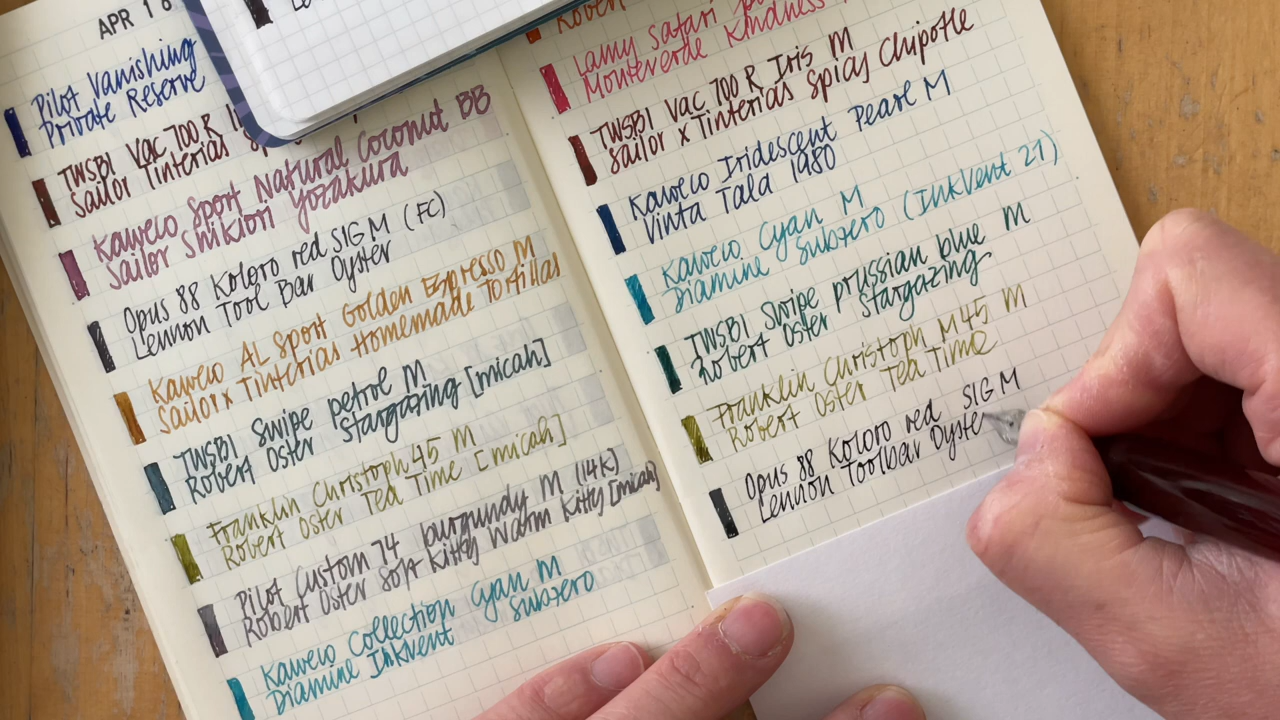 APR 1
Pilot Vanishing
Private Reserve
TWSBI Vac 700 R
Sailor Tinterias
Kaweco Sport Natural Coconut BB
Sailor Shikiori Yozakura
Opus 88 Koloro red SIG M (FC)
Lennon Tool Bar Oyster
Kaweco AL Sport Golden Espresso M
Sailor x Tinterias Homemade Tortillas
TWSBI Swipe petrol M
Robert Oster Stargazing [micah]
Franklin Christoph 45 M
Robert Oster Tea Time [micah]
Pilot Custom 74 burgundy M (14K)
Robert Oster Soft Kitty Warm Kitty [micah]
Kaweco Collection Cyan M
Diamine Inkvent Subzero
Robert
Lamy Safari
Monteverde Kindness
TWSBI Vac 700 R Iris M
Sailor x Tinterias Spicy Chipotle
Kaweco Iridescent Pearl M
Vinta Tala 1980
Kaweco Cyan M
Diamine Subzero (InkVent 21)
TWSBI Swipe prussian blue M
Robert Oster Stargazing
Franklin Christoph M45 M
Robert Oster Tea Time
Opus 88 Koloro red SIG M
Lennon Toolbar Oyste